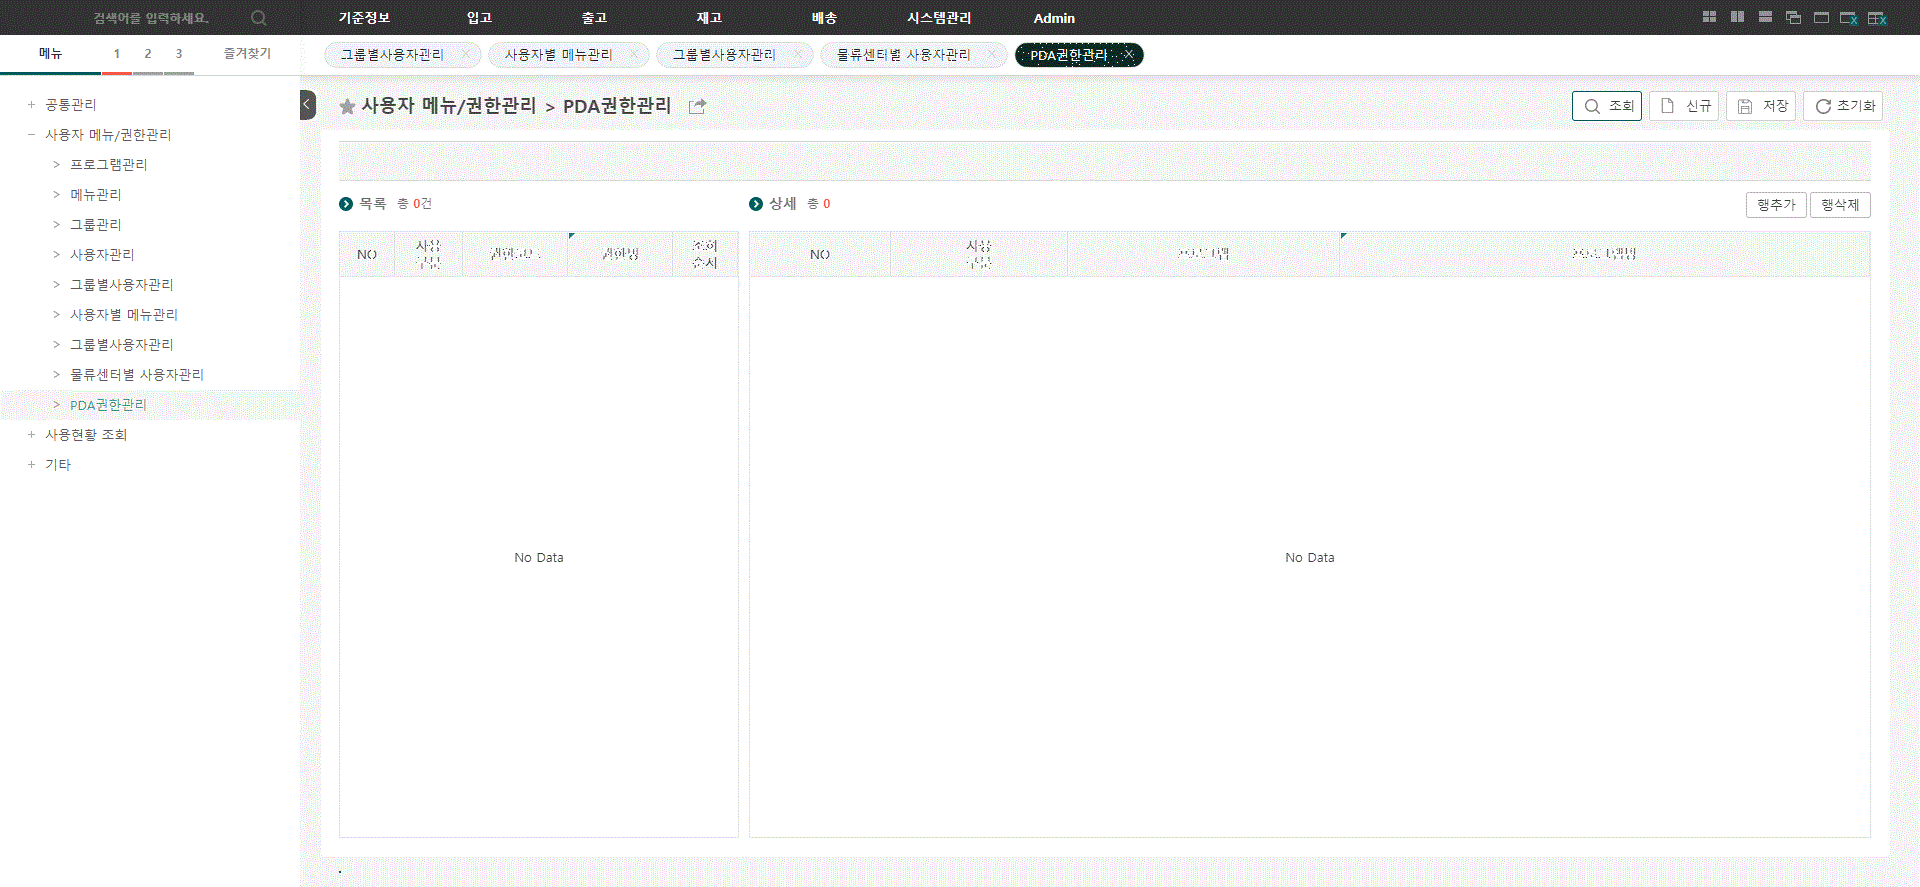 검색어를 입력하세요. 기준정보 입고 출고 재고 배송 시스템관리 Admin
메뉴 1 2 3 즐겨찾기 그룹별사용자관리 사용자별 메뉴관리 그룹별사용자관리 물류센터별 사용자관리 PDA권한관리
+ 공통관리
− 사용자 메뉴/권한관리
> 프로그램관리
> 메뉴관리
> 그룹관리
> 사용자관리
> 그룹별사용자관리
> 사용자별 메뉴관리
> 그룹별사용자관리
> 물류센터별 사용자관리
> PDA권한관리
+ 사용현황 조회
+ 기타
사용자 메뉴/권한관리 > PDA권한관리 조회 신규 저장 초기화
목록 총 0건
NO 사용 권한명 조회
순서
No Data
상세 총 0 행추가 행삭제
NO 사용
No Data